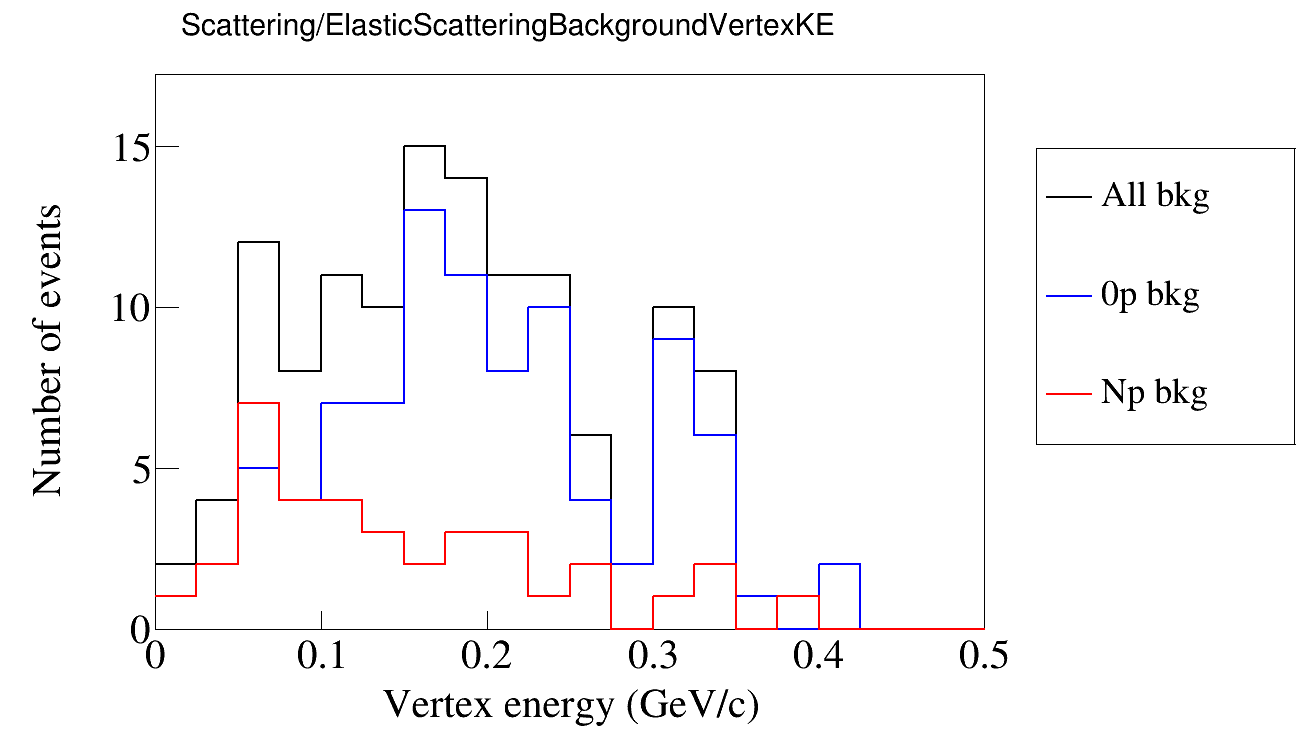 Scattering/ElasticScatteringBackgroundVertexKE
Number of events
15
10
5
0
0 0.1 0.2 0.3 0.4 0.5
Vertex energy (GeV/c)
All bkg
0p bkg
Np bkg